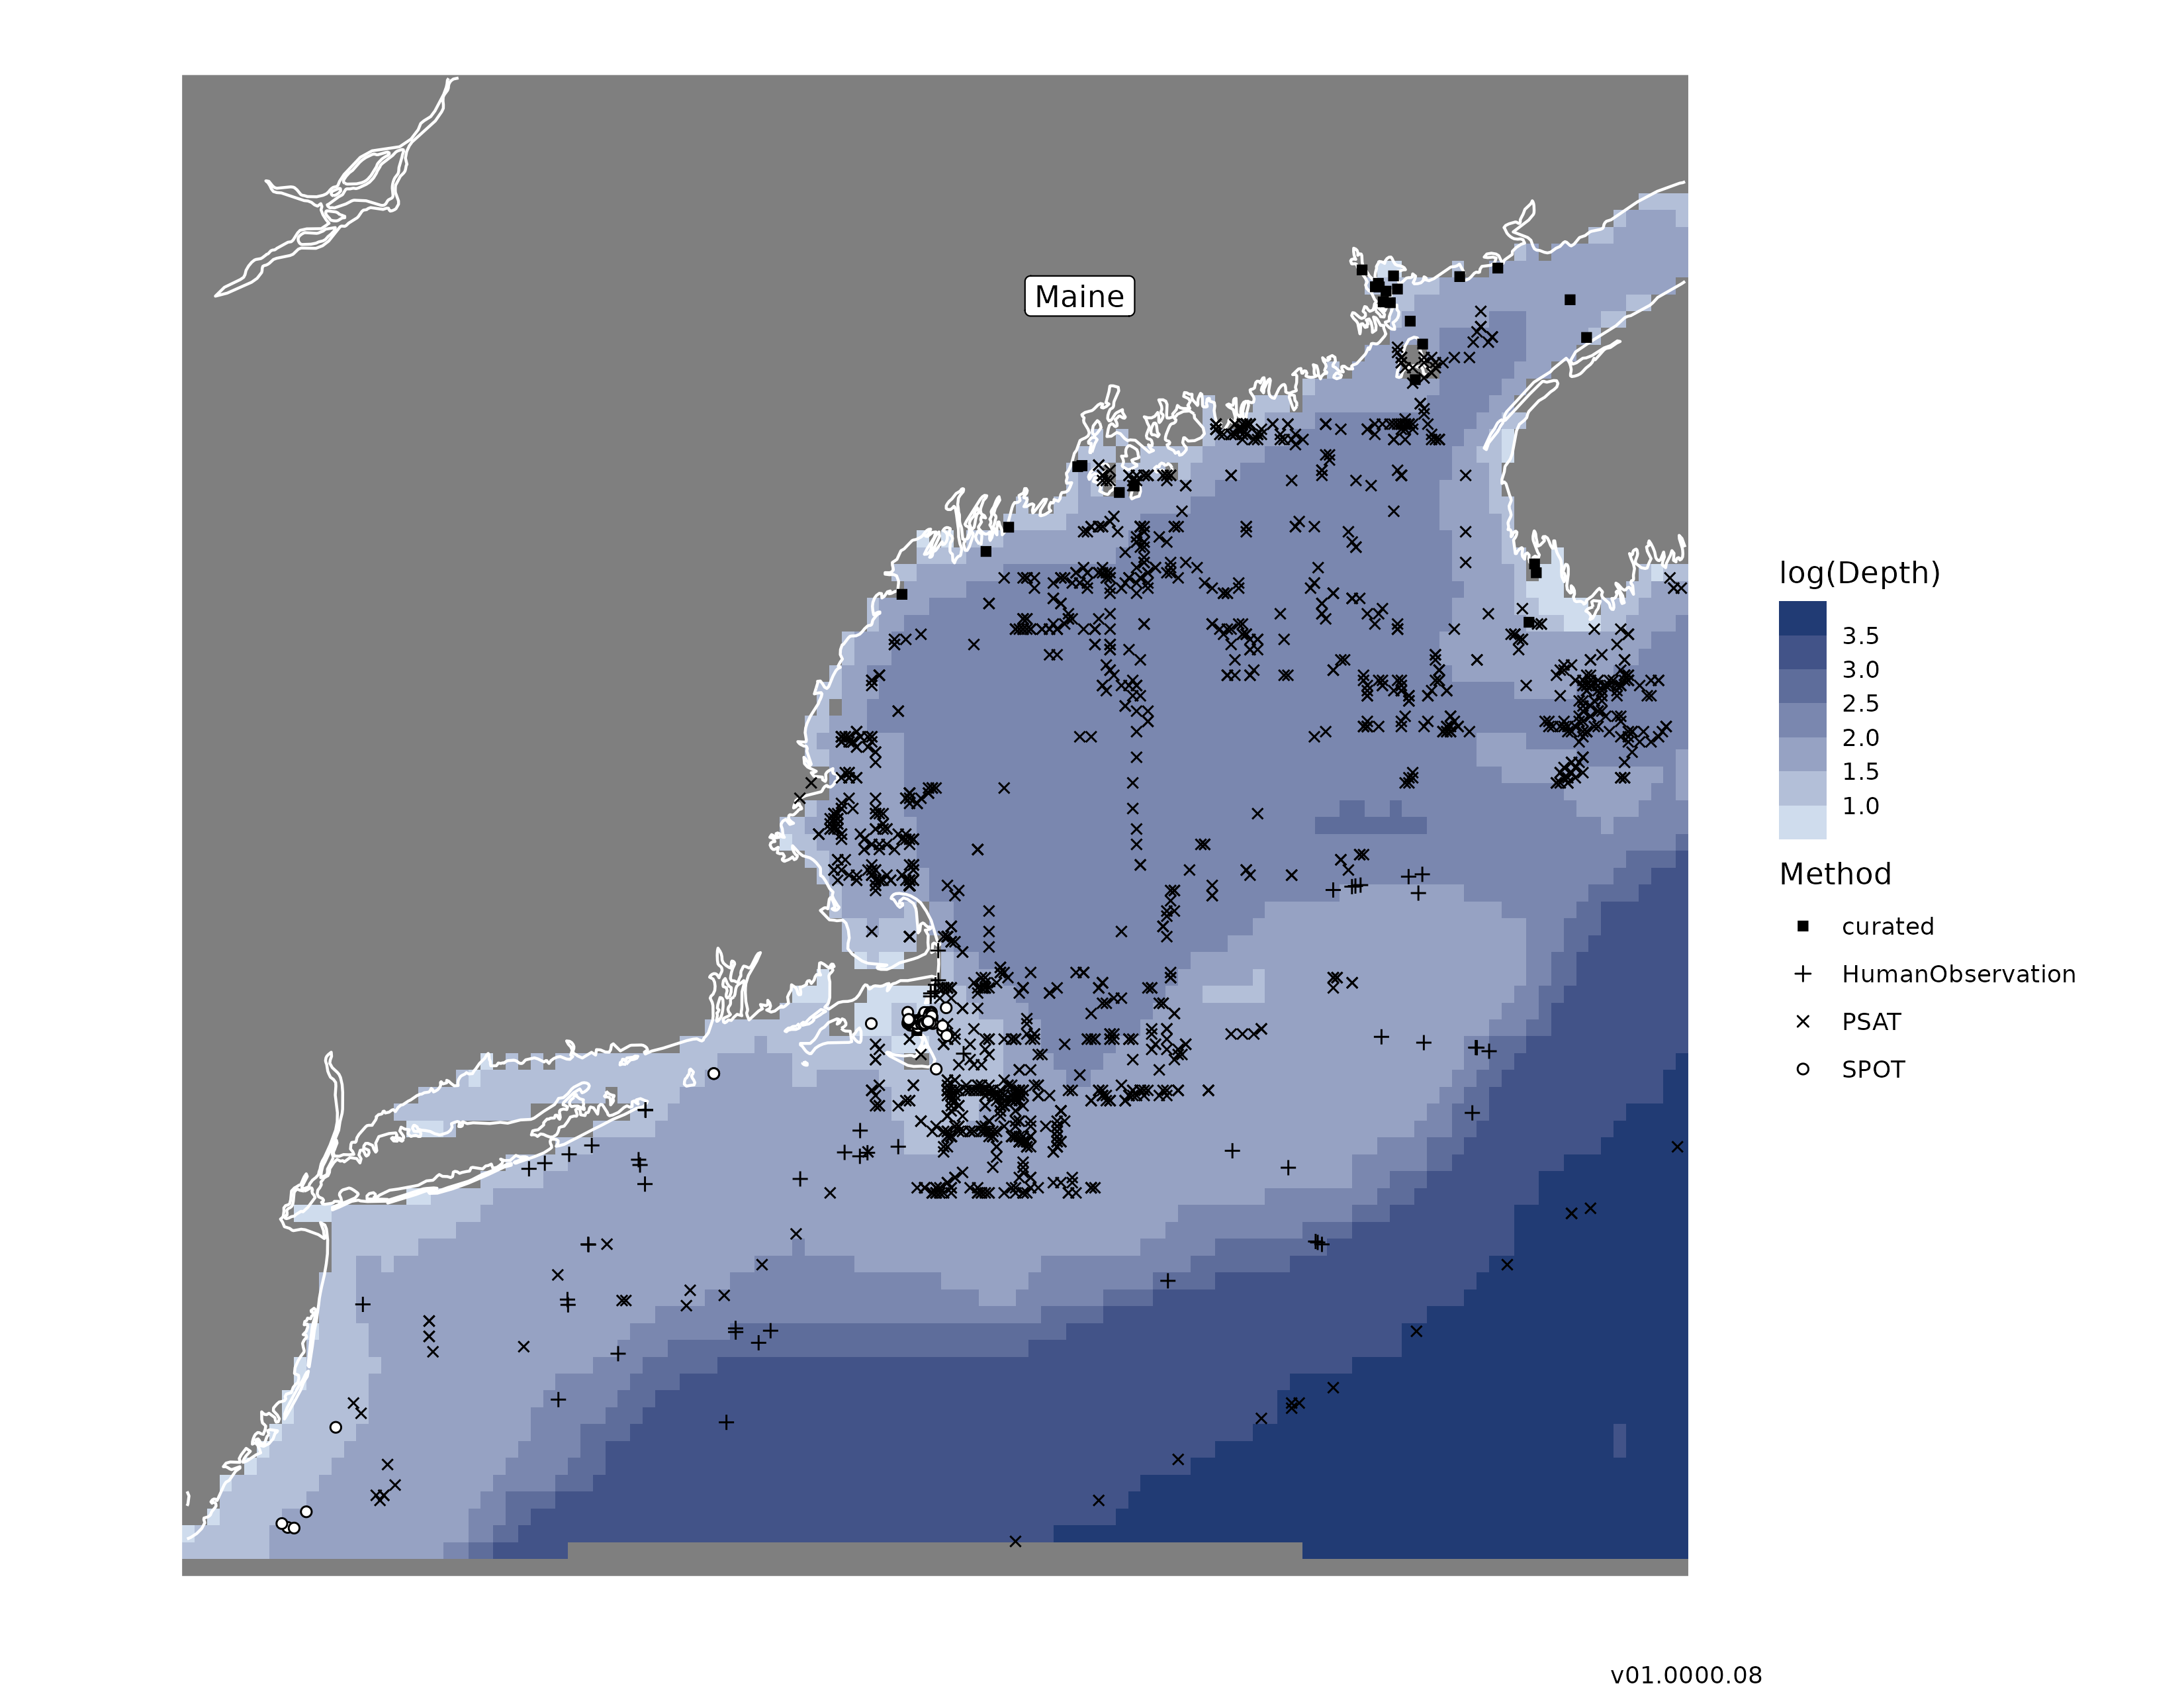 Maine
log(Depth)
3.5
3.0
2.5
2.0
1.5
1.0
Method
curated
HumanObservation
PSAT
SPOT
v01.0000.08